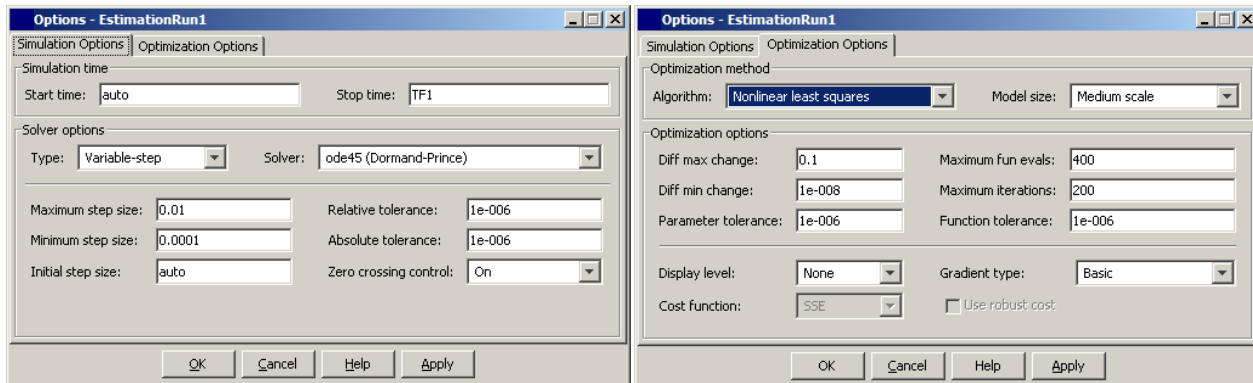 Options - EstimationRun1
Simulation Options Optimization Options
Simulation time
Start time: auto Stop time: TF1
Solver options
Type: Variable-step Solver: ode45 (Dormand-Prince)
Maximum step size: 0.01 Relative tolerance: 1e-006
Minimum step size: 0.0001 Absolute tolerance: 1e-006
Initial step size: auto Zero crossing control: On
OK Cancel Help Apply
Options - EstimationRun1
Simulation Options Optimization Options
Optimization method
Algorithm: Nonlinear least squares Model size: Medium scale
Optimization options
Diff max change: 0.1 Maximum fun evals: 400
Diff min change: 1e-008 Maximum iterations: 200
Parameter tolerance: 1e-006 Function tolerance: 1e-006
Display level: None Gradient type: Basic
Cost function: SSE Use robust cost
OK Cancel Help Apply